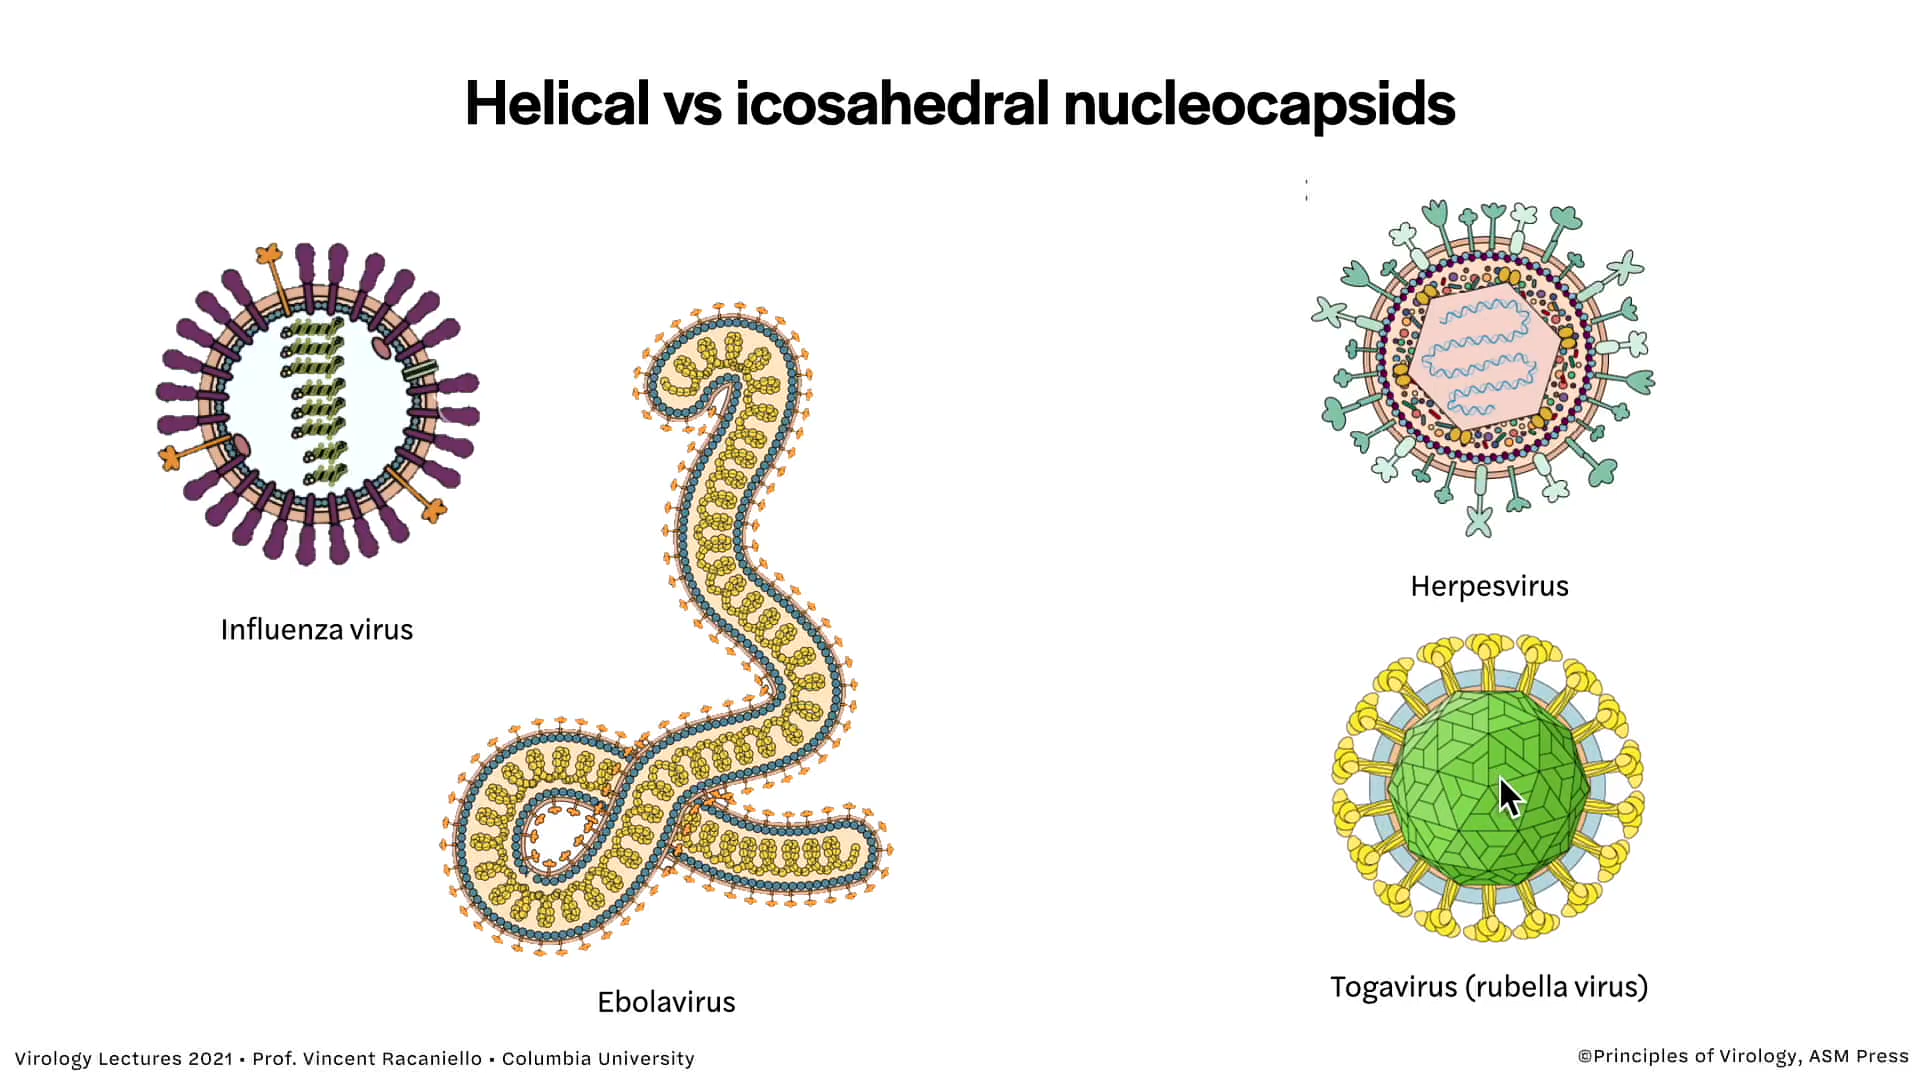 Helical vs icosahedral nucleocapsids
Influenza virus
Ebolavirus
Herpesvirus
Togavirus (rubella virus)
Virology Lectures 2021 • Prof. Vincent Racaniello • Columbia University
©Principles of Virology, ASM Press